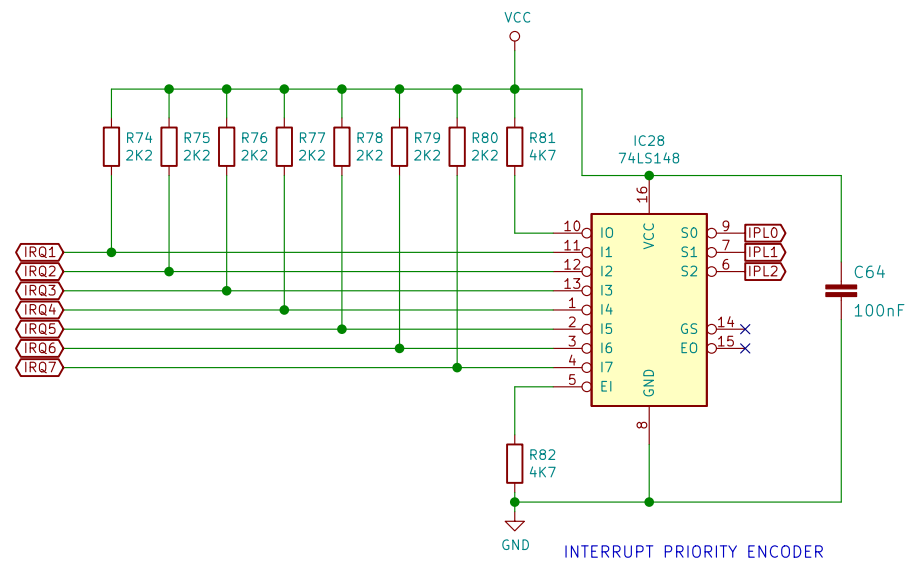 VCC
R74
2K2
R75
2K2
R76
2K2
R77
2K2
R78
2K2
R79
2K2
R80
2K2
R81
4K7
IC28
74LS148
16
VCC
IRQ1
IRQ2
IRQ3
IRQ4
IRQ5
IRQ6
IRQ7
10 I0
11 I1
12 I2
13 I3
1 I4
2 I5
3 I6
4 I7
5 EI
S0 9 IPL0
S1 7 IPL1
S2 6 IPL2
GS 14
EO 15
GND
8
C64
100nF
R82
4K7
GND
INTERRUPT PRIORITY ENCODER